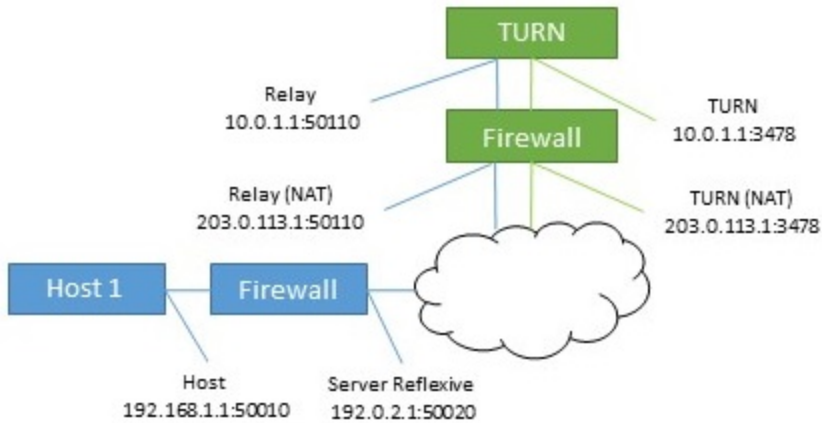 TURN
Relay
10.0.1.1:50110
TURN
10.0.1.1:3478
Firewall
Relay (NAT)
203.0.113.1:50110
TURN (NAT)
203.0.113.1:3478
Host 1
Firewall
Host
192.168.1.1:50010
Server Reflexive
192.0.2.1:50020